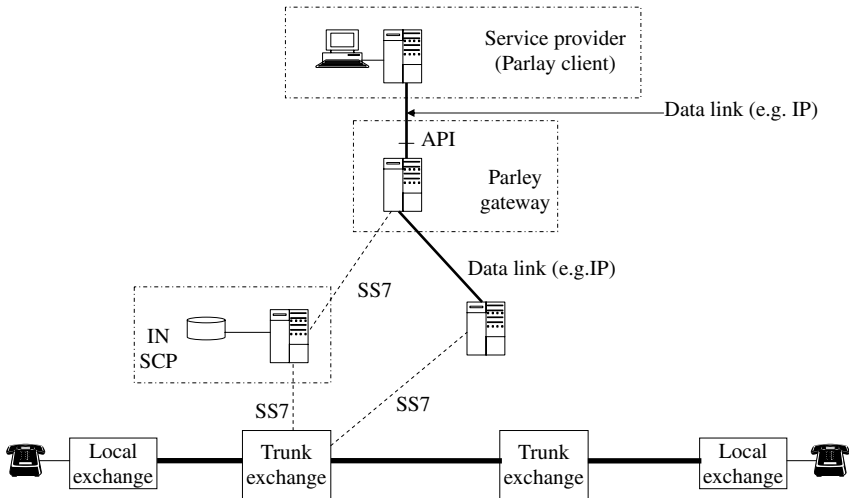 Service provider
(Parlay client)
Data link (e.g. IP)
API
Parley
gateway
Data link (e.g.IP)
SS7
IN
SCP
SS7
SS7
Local
exchange
Trunk
exchange
Trunk
exchange
Local
exchange